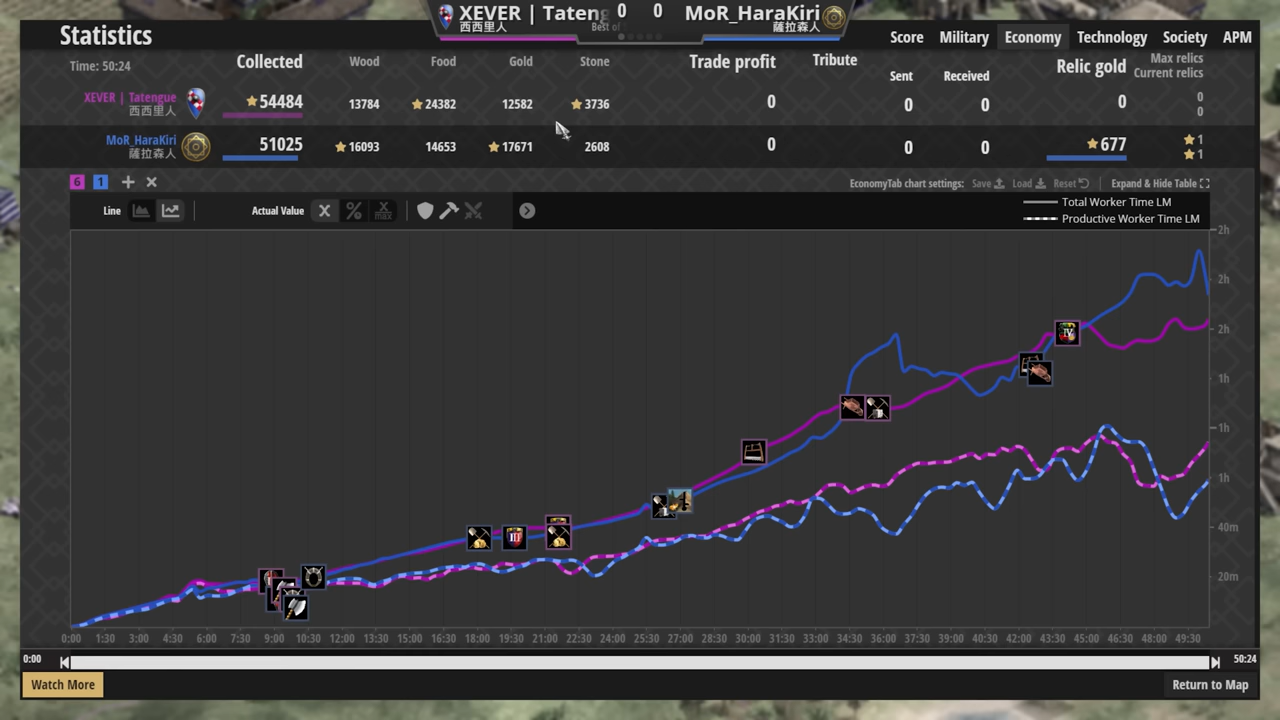 XEVER | Tateng
西西里人
0 0
Best of
MoR_HaraKiri
薩拉森人
Statistics
Score Military Economy Technology Society APM
Time: 50:24
Collected Wood Food Gold Stone Trade profit Tribute Sent Received Relic gold Max relics
Current relics
XEVER | Tatengue
西西里人
54484 13784 24382 12582 3736 0 0 0 0 0
0
MoR_HaraKiri
薩拉森人
51025 16093 14653 17671 2608 0 0 0 677 1
1
6 1
EconomyTab chart settings: Save Load Reset Expand & Hide Table
Line Actual Value X % X max
Total Worker Time LM
Productive Worker Time LM
2h
2h
2h
1h
1h
1h
40m
20m
0:00 1:30 3:00 4:30 6:00 7:30 9:00 10:30 12:00 13:30 15:00 16:30 18:00 19:30 21:00 22:30 24:00 25:30 27:00 28:30 30:00 31:30 33:00 34:30 36:00 37:30 39:00 40:30 42:00 43:30 45:00 46:30 48:00 49:30
0:00 50:24
Watch More Return to Map